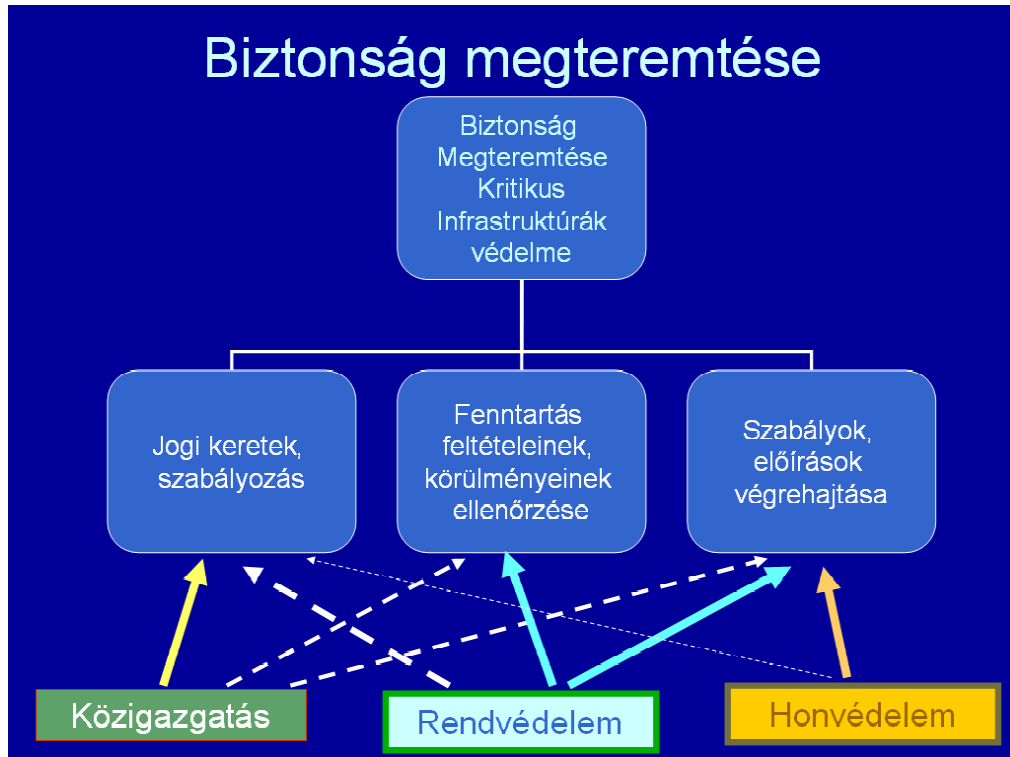 Biztonság megteremtése
Biztonság
Megteremtése
Kritikus
Infrastruktúrák
védelme
Jogi keretek,
szabályozás
Fenntartás
feltételeinek,
körülményeinek
ellenőrzése
Szabályok,
előírások
végrehajtása
Közigazgatás
Rendvédelem
Honvédelem